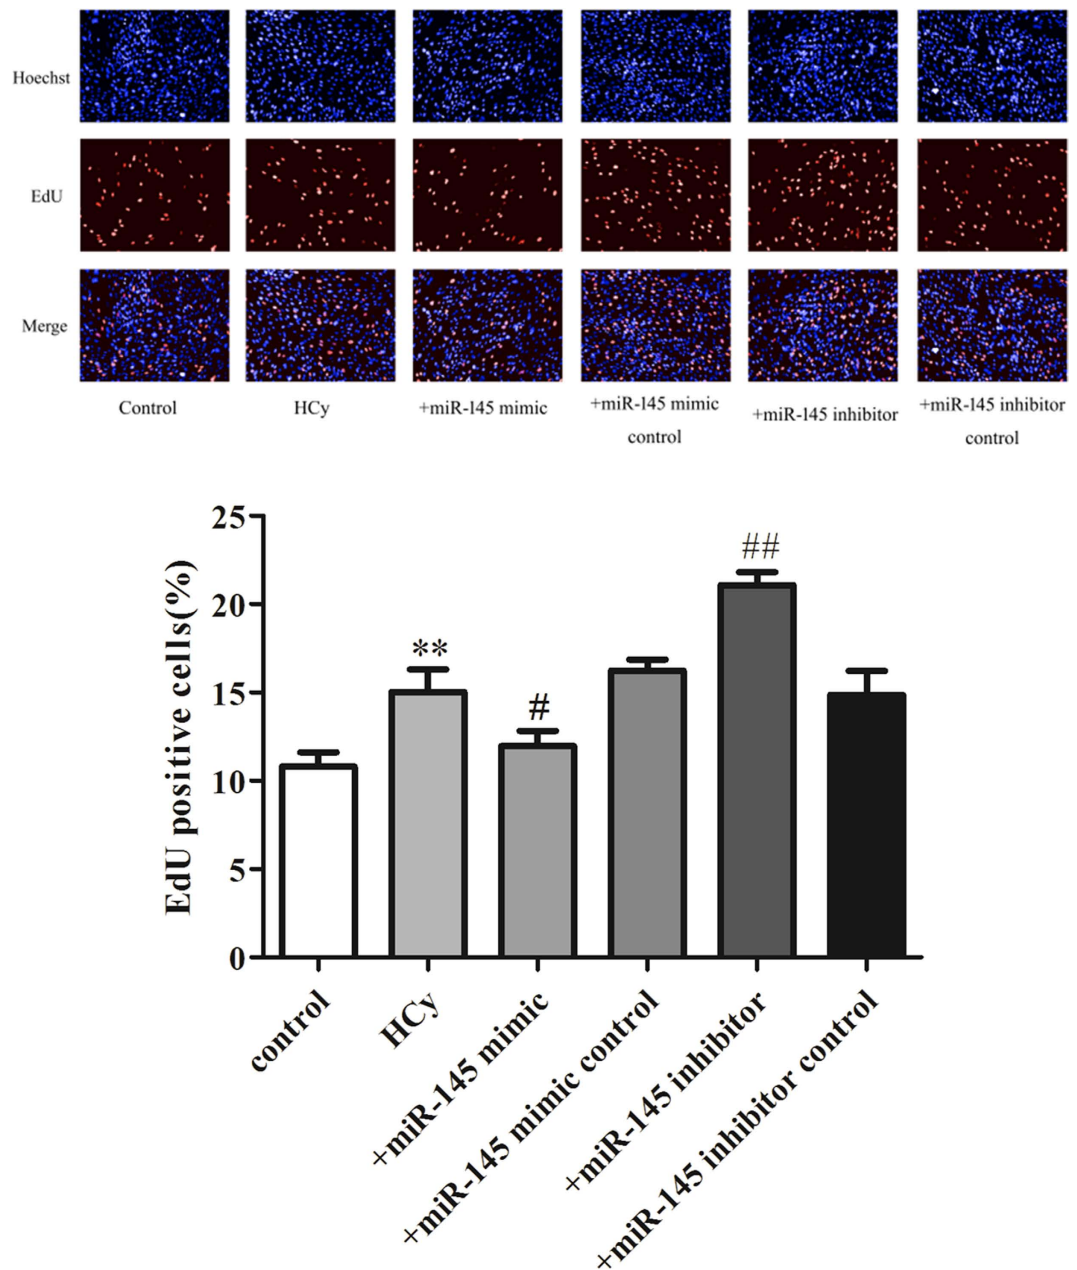 Hoechst
EdU
Merge
Control
HCy
+miR-145 mimic
+miR-145 mimic
control
+miR-145 inhibitor
+miR-145 inhibitor
control
EdU positive cells(%)
25
20
15
10
5
0
**
#
##
control
HCy
+miR-145 mimic
+miR-145 mimic control
+miR-145 inhibitor
+miR-145 inhibitor control